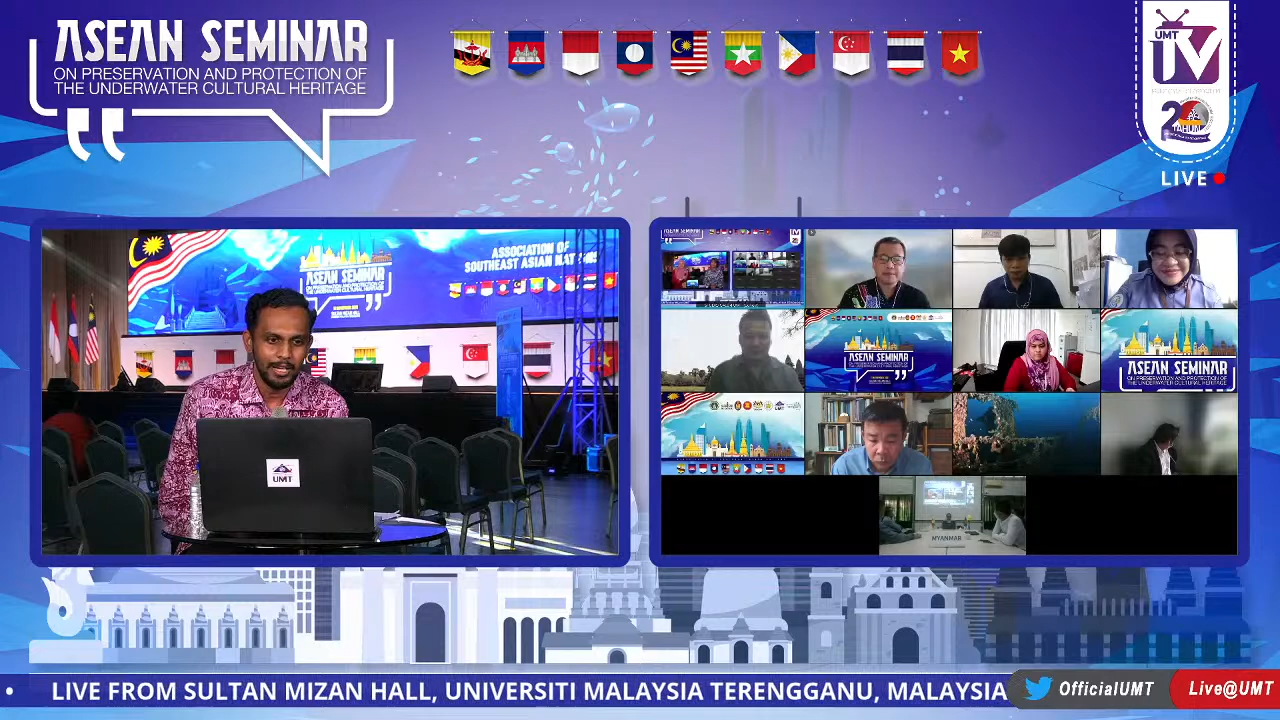 ASEAN SEMINAR
ON PRESERVATION AND PROTECTION OF
THE UNDERWATER CULTURAL HERITAGE
UMT
TV
20
TAHUN
LIVE
ASEAN SEMINAR
ASSOCIATION OF
SOUTHEAST ASIAN
UMT
ASEAN SEMINAR
ASEAN SEMINAR
ASEAN SEMINAR
ON PRESERVATION AND PROTECTION OF
THE UNDERWATER CULTURAL HERITAGE
MYANMAR
• LIVE FROM SULTAN MIZAN HALL, UNIVERSITI MALAYSIA TERENGGANU, MALAYSIA
OfficialUMT
Live@UMT